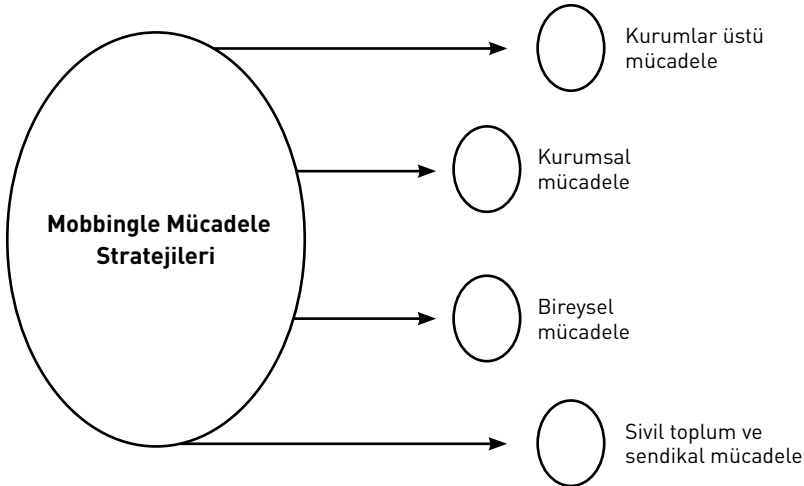 Kurumlar üstü
mücadele
Kurumsal
mücadele
Mobbingle Mücadele
Stratejileri
Bireysel
mücadele
Sivil toplum ve
sendikal mücadele